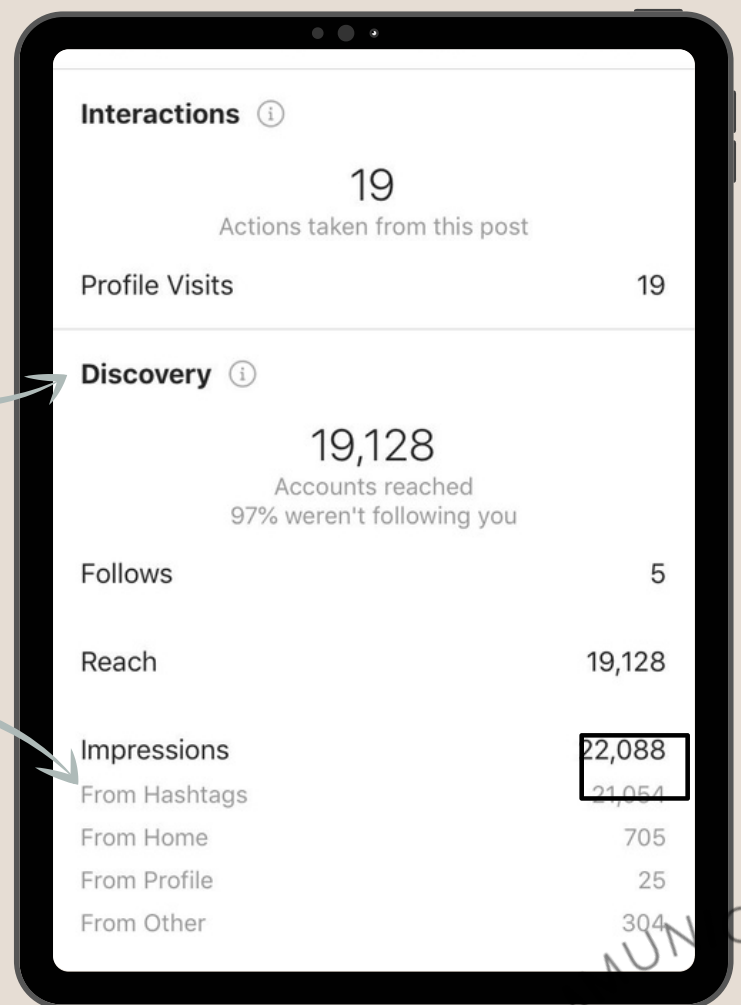 Interactions
19
Actions taken from this post
Profile Visits 19
Discovery
19,128
Accounts reached
97% weren't following you
Follows 5
Reach 19,128
Impressions 22,088
From Hashtags 21,054
From Home 705
From Profile 25
From Other 304